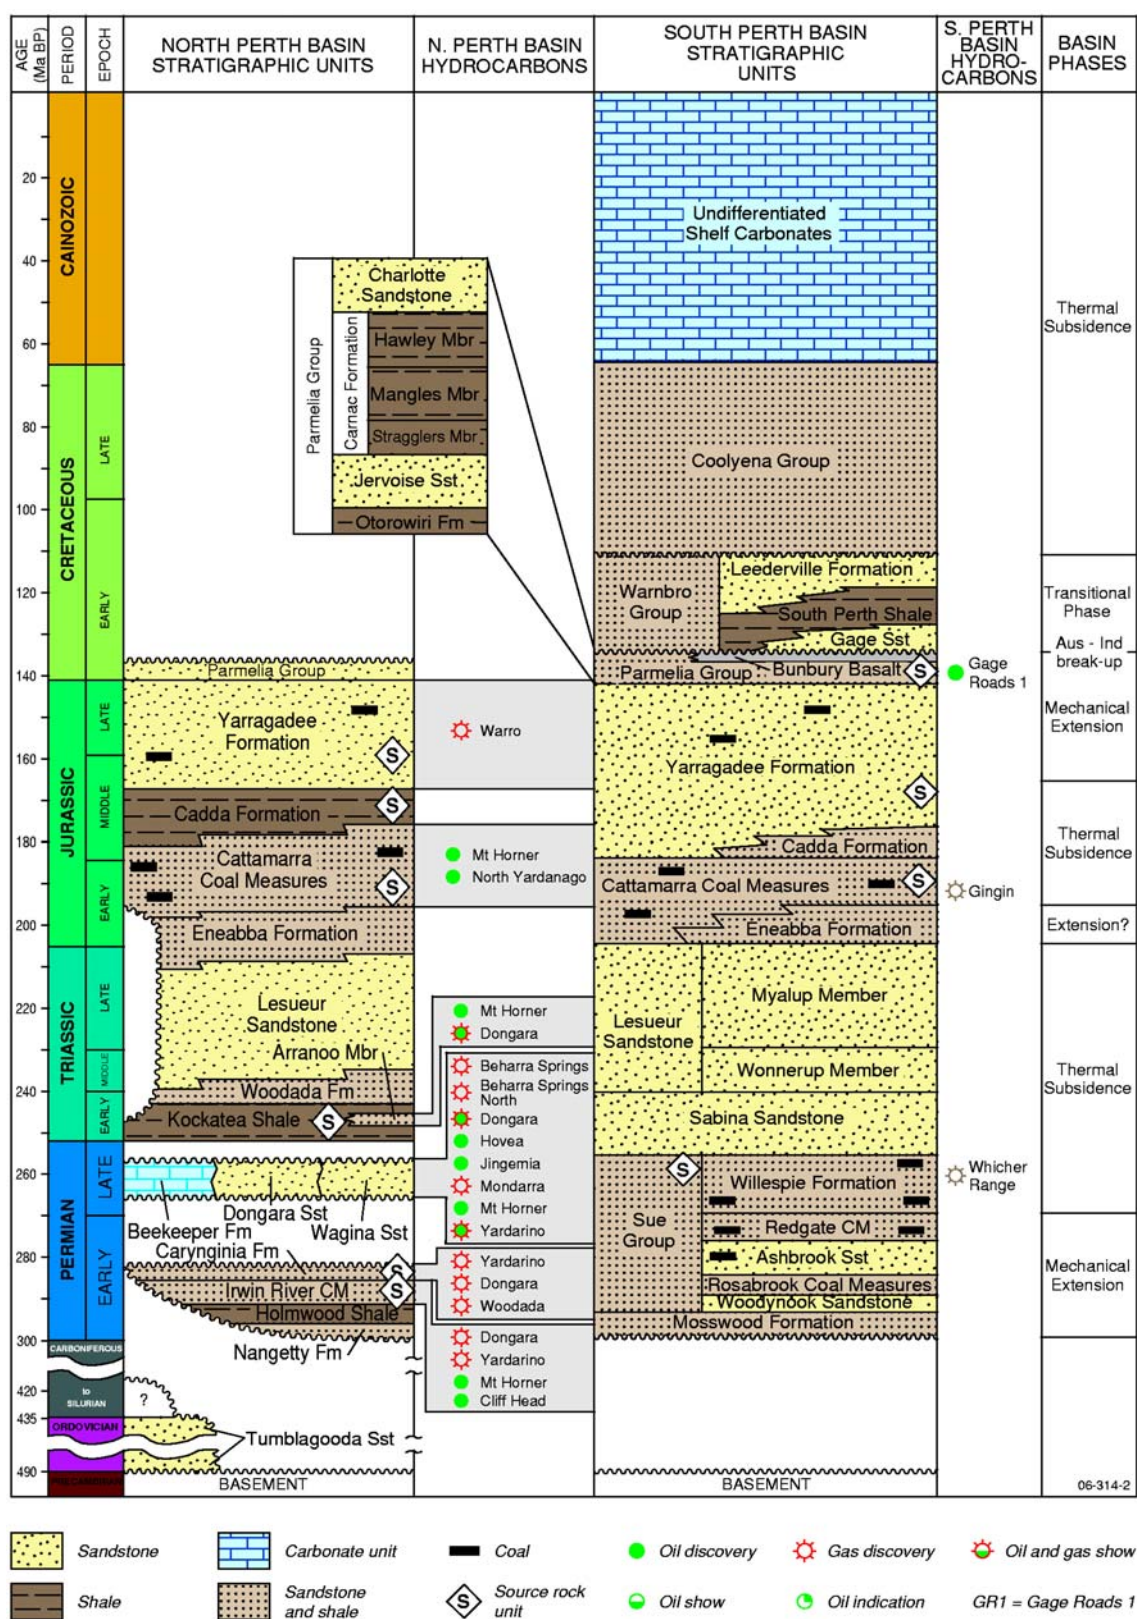 AGE
(Ma BP)
PERIOD
EPOCH
NORTH PERTH BASIN
STRATIGRAPHIC UNITS
N. PERTH BASIN
HYDROCARBONS
SOUTH PERTH BASIN
STRATIGRAPHIC
UNITS
S. PERTH
BASIN
HYDRO-
CARBONS
BASIN
PHASES
20
40
60
80
100
120
141
160
180
200
220
240
260
280
300
420
435
490
CAINOZOIC
CRETACEOUS
JURASSIC
TRIASSIC
PERMIAN
CARBONIFEROUS
to
SILURIAN
ORDOVICIAN
LATE
EARLY
LATE
MIDDLE
EARLY
LATE
MIDDLE
EARLY
LATE
EARLY
Parmelia Group
Carnac Formation
Charlotte
Sandstone
Hawley Mbr
Mangles Mbr
Stragglers Mbr
Jervoise Sst
Otorowiri Fm
Parmelia Group
Yarragadee
Formation
S
Cadda Formation
S
Cattamarra
Coal Measures
S
Eneabba Formation
Lesueur
Sandstone
Arranoo Mbr
Woodada Fm
Kockatea Shale
S
Dongara Sst
Beekeeper Fm
Wagina Sst
Carynginia Fm
S
Irwin River CM
S
Holmwood Shale
Nangetty Fm
?
Tumblagooda Sst
BASEMENT
Warro
Mt Horner
North Yardanago
Mt Horner
Dongara
Beharra Springs
Beharra Springs
North
Dongara
Hovea
Jingemia
Mondarra
Mt Horner
Yardarino
Yardarino
Dongara
Woodada
Dongara
Yardarino
Mt Horner
Cliff Head
Undifferentiated
Shelf Carbonates
Coolyena Group
Leederville Formation
Warnbro
Group
South Perth Shale
Gage Sst
Parmelia Group
Bunbury Basalt
S
Yarragadee Formation
S
Cadda Formation
Cattamarra Coal Measures
S
Eneabba Formation
Lesueur
Sandstone
Myalup Member
Wonnerup Member
Sabina Sandstone
S
Willespie Formation
Sue
Group
Redgate CM
Ashbrook Sst
Rosabrook Coal Measures
Woodynook Sandstone
Mosswood Formation
BASEMENT
Gage
Roads 1
Gingin
Whicher
Range
Thermal
Subsidence
Transitional
Phase
Aus - Ind
break-up
Mechanical
Extension
Thermal
Subsidence
Extension?
Thermal
Subsidence
Mechanical
Extension
06-314-2
Sandstone
Carbonate unit
Coal
Oil discovery
Gas discovery
Oil and gas show
Shale
Sandstone
and shale
S
Source rock
unit
Oil show
Oil indication
GR1 = Gage Roads 1